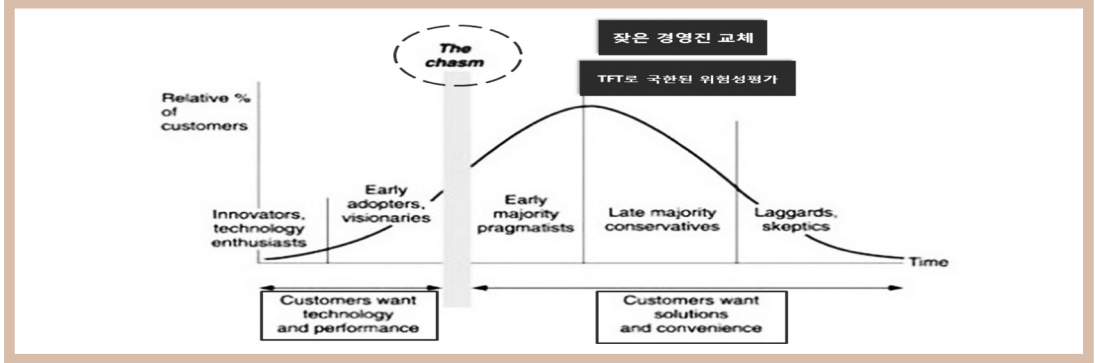 The
chasm
잦은 경영진 교체
TFT로 국한된 위험성평가
Relative %
of
customers
Innovators,
technology
enthusiasts
Early
adopters,
visionaries
Early
majority
pragmatists
Late majority
conservatives
Laggards,
skeptics
Time
Customers want
technology
and performance
Customers want
solutions
and convenience